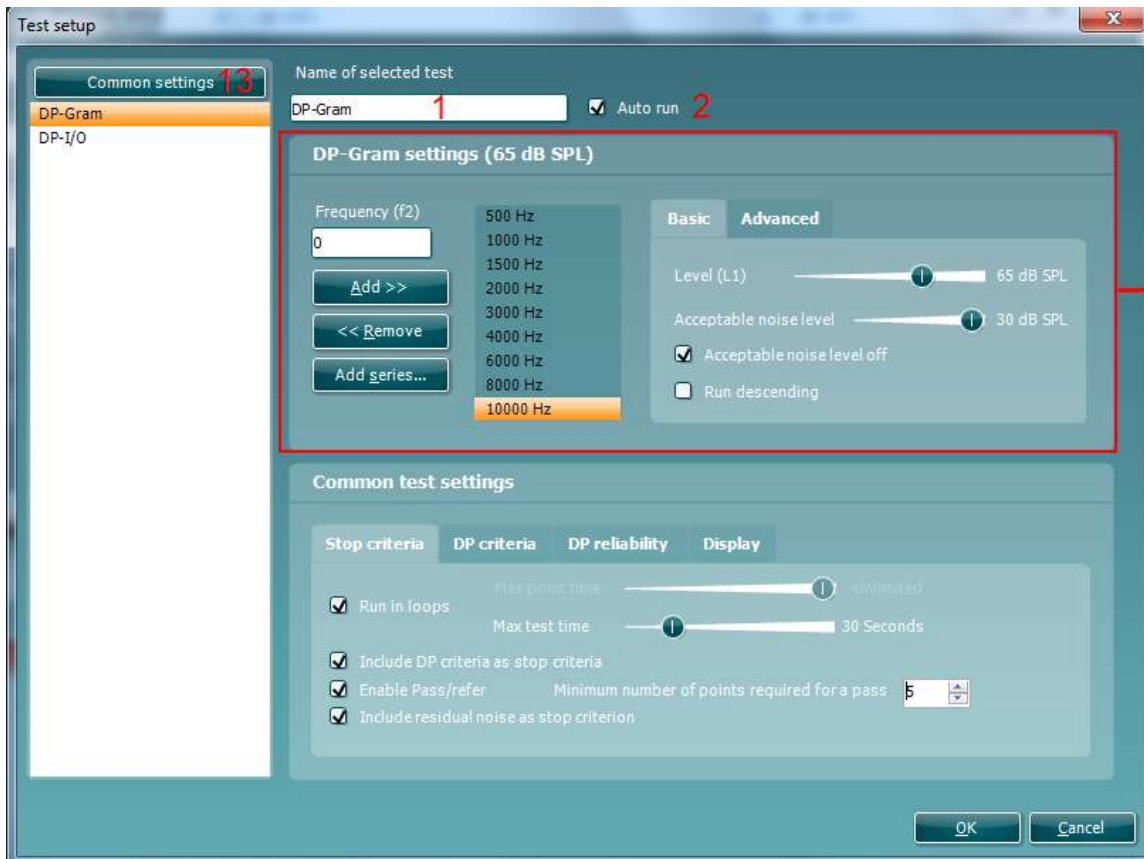 Test setup
Common settings 13
DP-Gram
DP-I/O
Name of selected test
DP-Gram 1
Auto run 2
DP-Gram settings (65 dB SPL)
Frequency (f2)
0
Add >>
<< Remove
Add series...
500 Hz
1000 Hz
1500 Hz
2000 Hz
3000 Hz
4000 Hz
6000 Hz
8000 Hz
10000 Hz
Basic Advanced
Level (L1) 65 dB SPL
Acceptable noise level 30 dB SPL
Acceptable noise level off
Run descending
Common test settings
Stop criteria DP criteria DP reliability Display
Max point time Unlimited
Run in loops
Max test time 30 Seconds
Include DP criteria as stop criteria
Enable Pass/refer Minimum number of points required for a pass 5
Include residual noise as stop criterion
OK Cancel